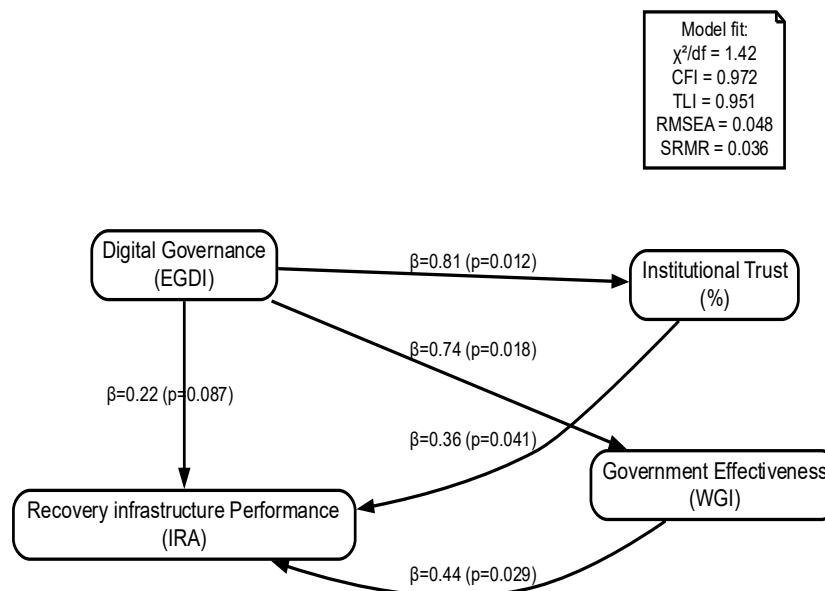 Model fit:
χ²/df = 1.42
CFI = 0.972
TLI = 0.951
RMSEA = 0.048
SRMR = 0.036
Digital Governance
(EGDI)
β=0.81 (p=0.012)
Institutional Trust
(%)
β=0.74 (p=0.018)
β=0.22 (p=0.087)
β=0.36 (p=0.041)
Government Effectiveness
(WGI)
Recovery infrastructure Performance
(IRA)
β=0.44 (p=0.029)